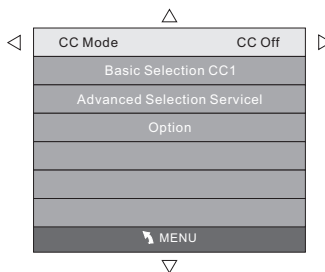 CC Mode CC Off
Basic Selection CC1
Advanced Selection Servicel
Option
MENU